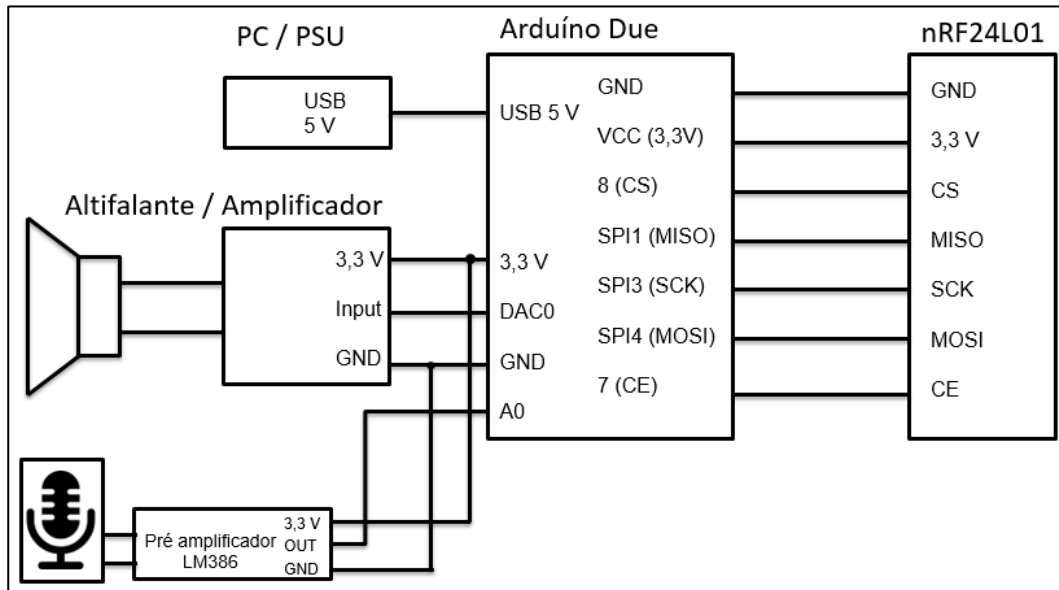 PC / PSU
USB
5 V
Altifalante / Amplificador
3,3 V
Input
GND
Pré amplificador
LM386
3,3 V
OUT
GND
Arduíno Due
USB 5 V
3,3 V
DAC0
GND
A0
GND
VCC (3,3V)
8 (CS)
SPI1 (MISO)
SPI3 (SCK)
SPI4 (MOSI)
7 (CE)
nRF24L01
GND
3,3 V
CS
MISO
SCK
MOSI
CE